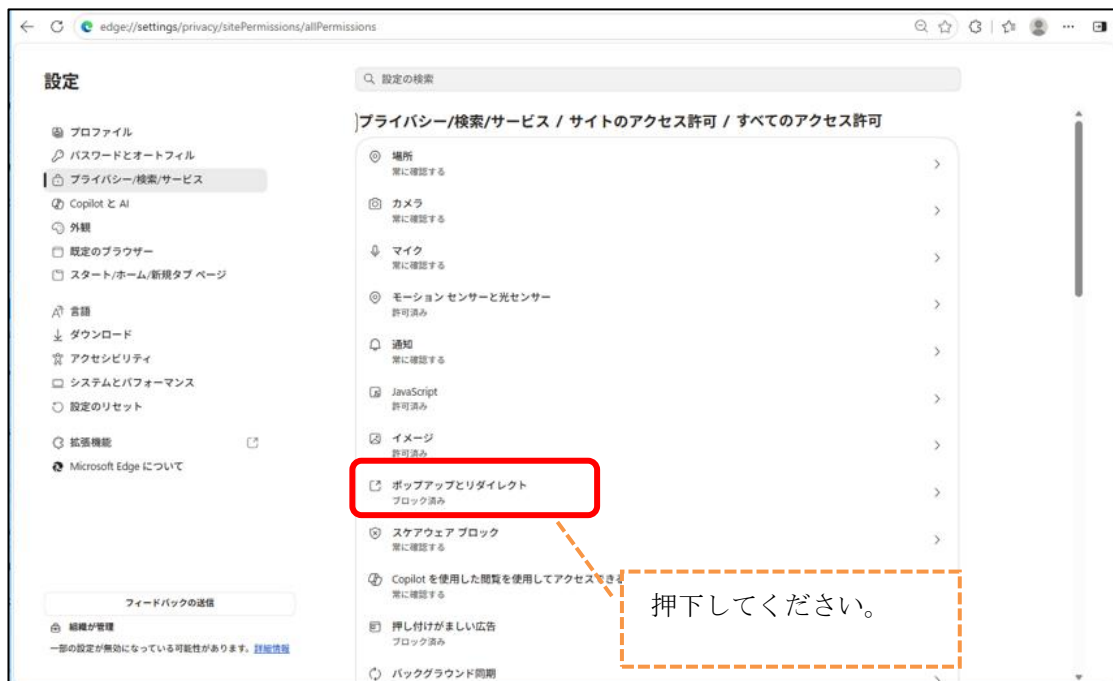 edge://settings/privacy/sitePermissions/allPermissions
設定
設定の検索
プロファイル
パスワードとオートフィル
プライバシー/検索/サービス
Copilot と AI
外観
既定のブラウザー
スタート/ホーム/新規タブ ページ
言語
ダウンロード
アクセシビリティ
システムとパフォーマンス
設定のリセット
拡張機能
Microsoft Edge について
フィードバックの送信
組織が管理
一部の設定が無効になっている可能性があります。詳細情報
プライバシー/検索/サービス / サイトのアクセス許可 / すべてのアクセス許可
場所
常に確認する
カメラ
常に確認する
マイク
常に確認する
モーション センサーと光センサー
許可済み
通知
常に確認する
JavaScript
許可済み
イメージ
許可済み
ポップアップとリダイレクト
ブロック済み
スケアウェア ブロック
常に確認する
Copilot を使用した閲覧を使用してアクセスできる
常に確認する
押し付けがましい広告
ブロック済み
バックグラウンド同期
押下してください。